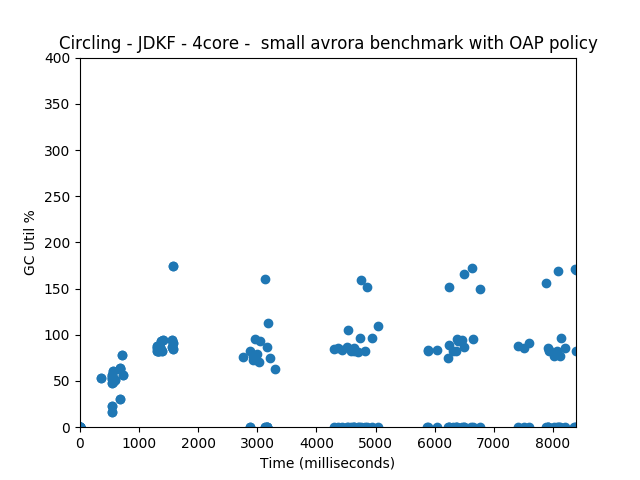 Circling - JDKF - 4core -  small avrora benchmark with OAP policy
400
350
300
250
200
150
100
50
0
GC Util %
0 1000 2000 3000 4000 5000 6000 7000 8000
Time (milliseconds)